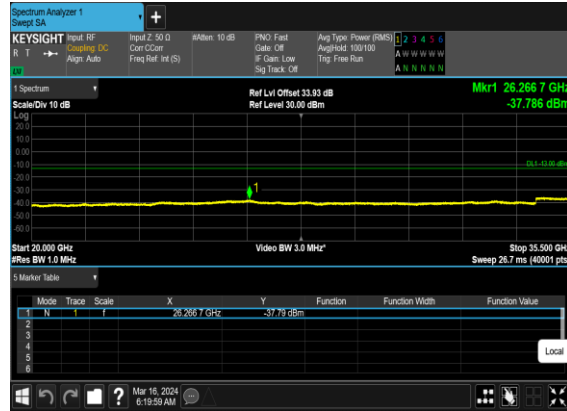 Spectrum Analyzer 1
Swept SA
+
KEYSIGHT Input: RF Input Z: 50 Ω #Atten: 10 dB PNO: Fast Avg Type: Power (RMS) 1 2 3 4 5 6
R T Coupling: DC Corr CCorr Gate: Off Avg|Hold: 100/100 A W W W W W
Align: Auto Freq Ref: Int (S) IF Gain: Low Trig: Free Run
Sig Track: Off A N N N N N
1 Spectrum Ref Lvl Offset 33.93 dB Mkr1 26.266 7 GHz
Scale/Div 10 dB Ref Level 30.00 dBm -37.786 dBm
Log
20.0
10.0
0.00
-10.0 DL1 -13.00 dBm
-20.0
-30.0 1
-40.0
-50.0
-60.0
Start 20.000 GHz Video BW 3.0 MHz* Stop 35.500 GHz
#Res BW 1.0 MHz Sweep 26.7 ms (40001 pts)
5 Marker Table
Mode Trace Scale X Y Function Function Width Function Value
1 N 1 f 26.266 7 GHz -37.79 dBm
2
3
4
5
6
Local
? Mar 16, 2024
6:19:59 AM